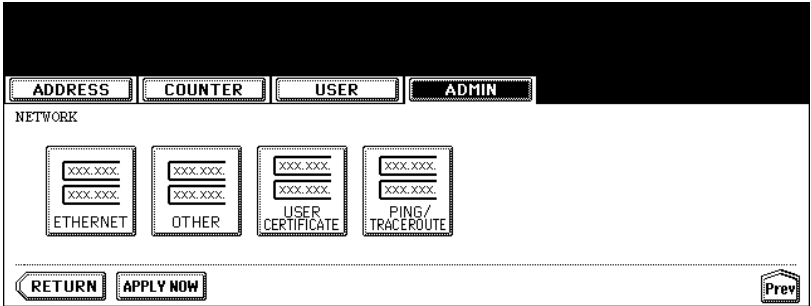 ADDRESS COUNTER USER ADMIN
NETWORK
XXX.XXX. XXX.XXX. XXX.XXX. XXX.XXX.
XXX.XXX. XXX.XXX. XXX.XXX. XXX.XXX.
ETHERNET OTHER USER CERTIFICATE PING/ TRACEROUTE
RETURN APPLY NOW Prev